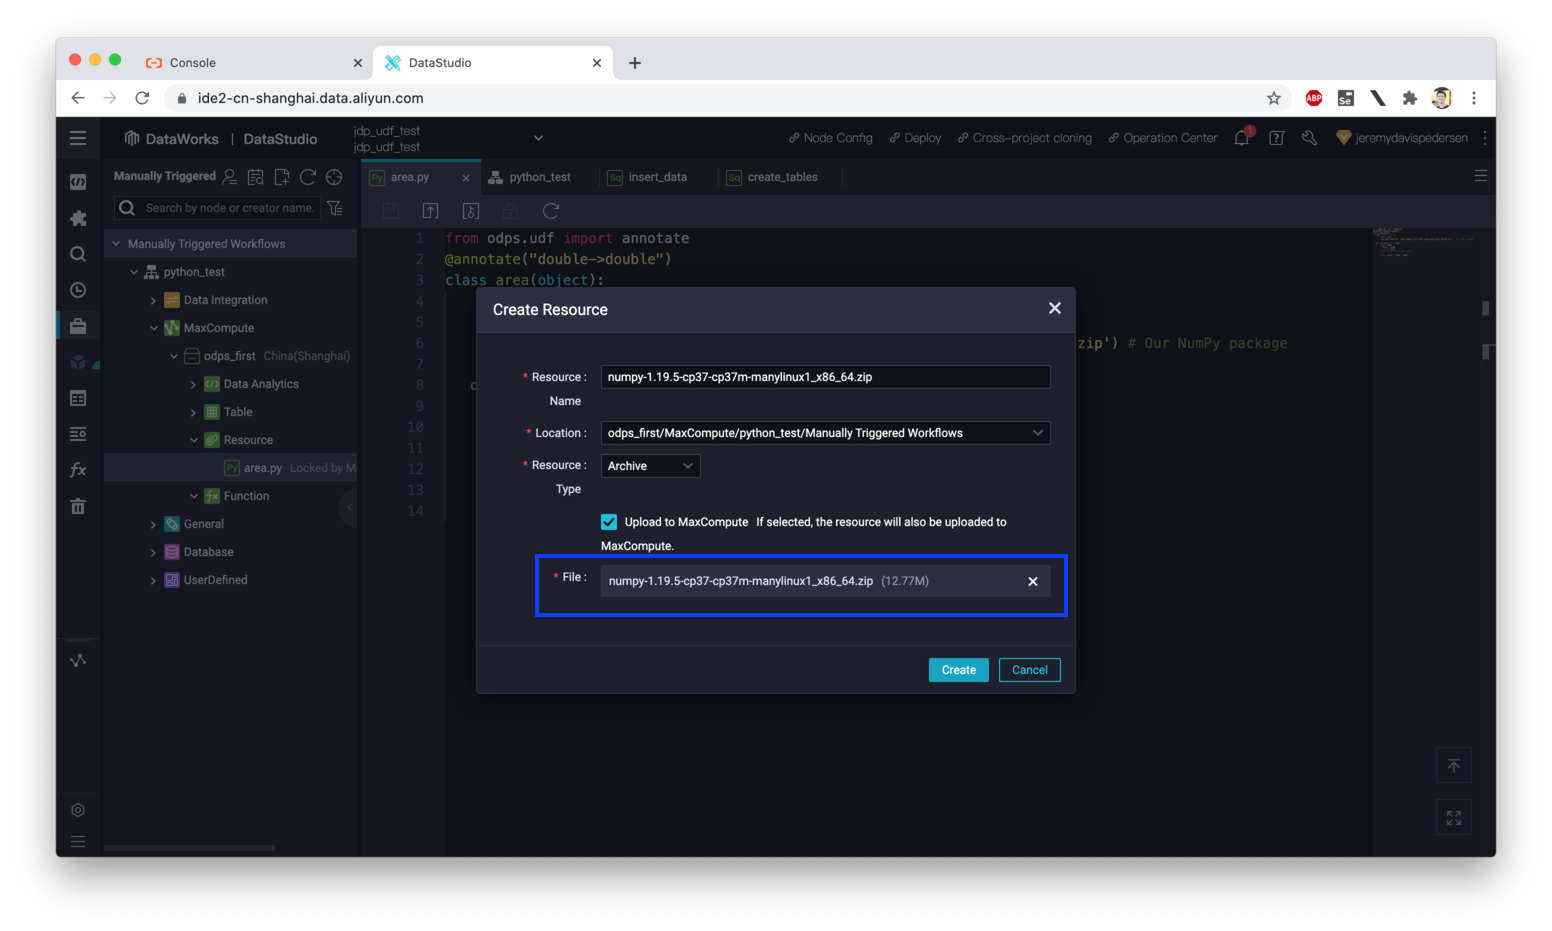 Console
DataStudio
ide2-cn-shanghai.data.aliyun.com
ABP
Se
DataWorks | DataStudio
jdp_udf_test
jdp_udf_test
Node Config
Deploy
Cross-project cloning
Operation Center
1
jeremydavispedersen
Manually Triggered
Py area.py
python_test
Sq insert_data
Sq create_tables
Search by node or creator name.
Manually Triggered Workflows
python_test
Data Integration
MaxCompute
odps_first China(Shanghai)
Data Analytics
Table
Resource
Py area.py Locked by M
Function
General
Database
UserDefined
1 from odps.udf import annotate
2 @annotate("double->double")
3 class area(object):
4
5
6 zip') # Our NumPy package
7
8
9
10
11
12
13
14
Create Resource
* Resource Name : numpy-1.19.5-cp37-cp37m-manylinux1_x86_64.zip
* Location : odps_first/MaxCompute/python_test/Manually Triggered Workflows
* Resource Type : Archive
Upload to MaxCompute If selected, the resource will also be uploaded to
MaxCompute.
* File : numpy-1.19.5-cp37-cp37m-manylinux1_x86_64.zip (12.77M)
Create
Cancel